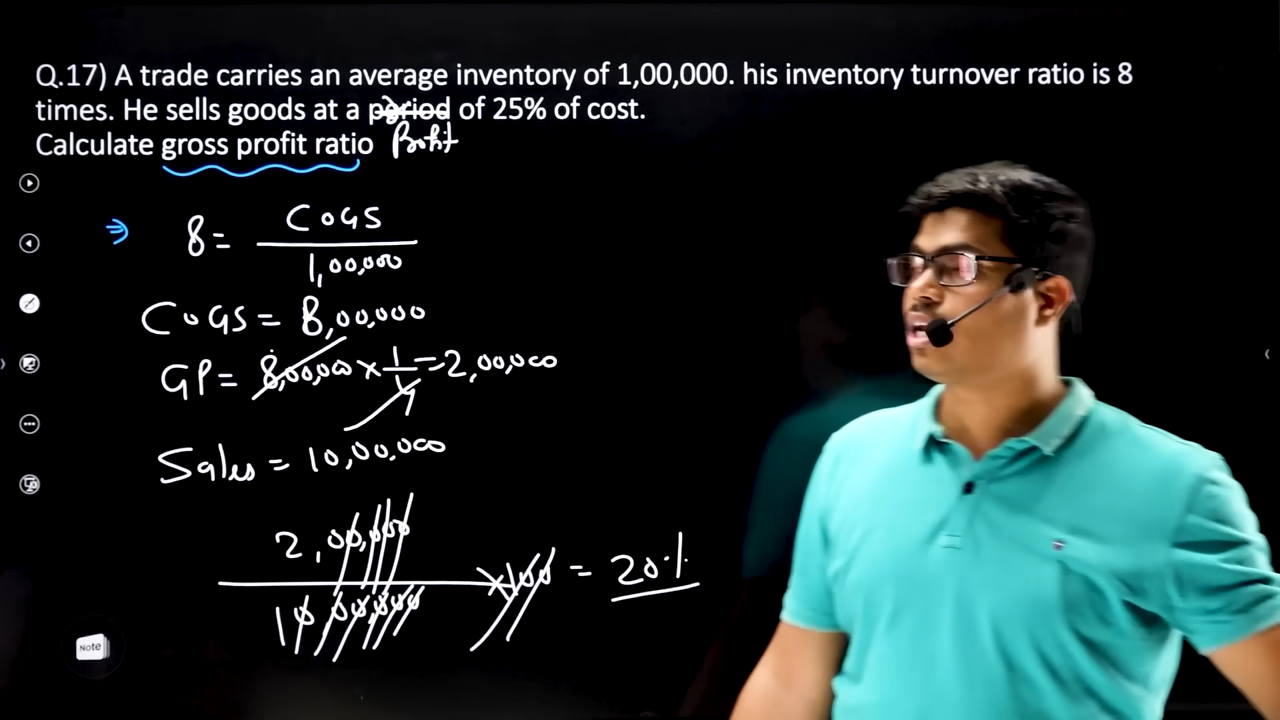 Q.17) A trade carries an average inventory of 1,00,000. his inventory turnover ratio is 8
times. He sells goods at a period of 25% of cost.
Profit
Calculate gross profit ratio
8 = COGS
1,00,000
COGS = 8,00,000
GP = 8,00,000 × 1/4 = 2,00,000
Sales = 10,00,000
2,00,000
10,00,000
×100 = 20%
Note